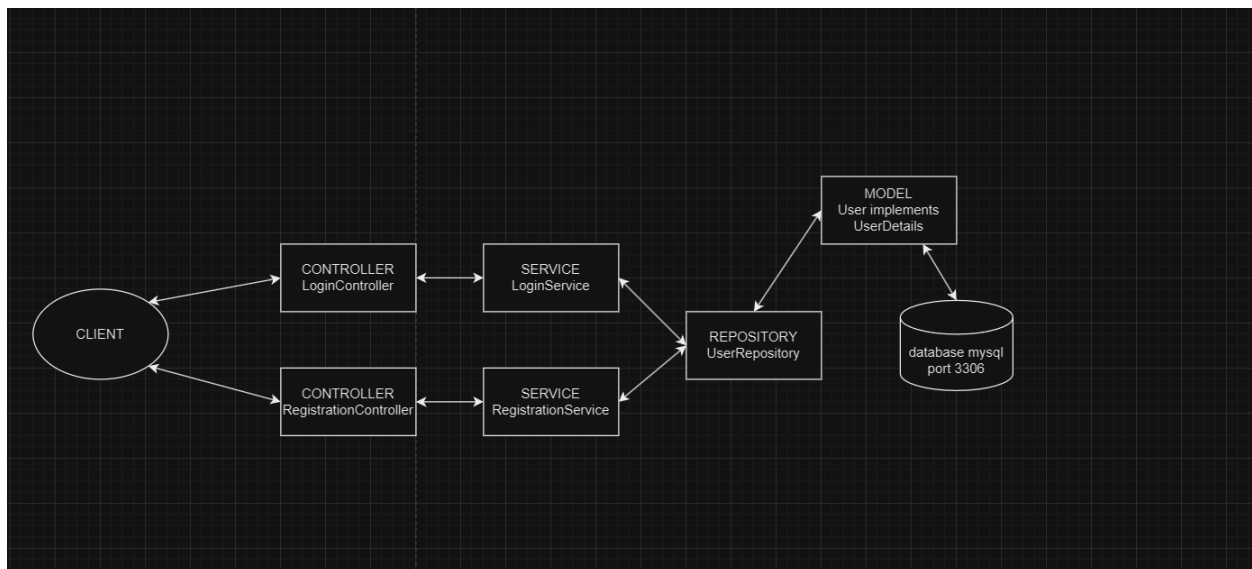 CLIENT
CONTROLLER
LoginController
SERVICE
LoginService
CONTROLLER
RegistrationController
SERVICE
RegistrationService
REPOSITORY
UserRepository
MODEL
User implements
UserDetails
database mysql
port 3306